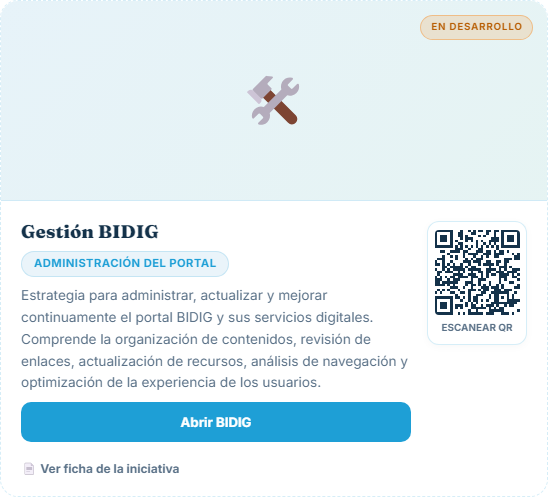 EN DESARROLLO
Gestión BIDIG
ADMINISTRACIÓN DEL PORTAL
Estrategia para administrar, actualizar y mejorar
continuamente el portal BIDIG y sus servicios digitales.
Comprende la organización de contenidos, revisión de
enlaces, actualización de recursos, análisis de navegación y
optimización de la experiencia de los usuarios.
ESCANEAR QR
Abrir BIDIG
Ver ficha de la iniciativa